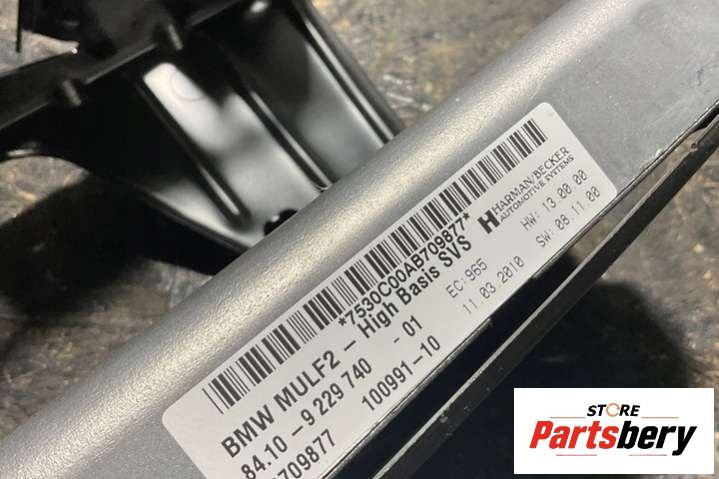 *7530C00AB709877*
BMW MULF2 - High Basis SVS
84.10 - 9 229 740 - 01
709877 100991-10
HARMAN/BECKER
AUTOMOTIVE SYSTEMS
EC: 965
HW: 13.00.00
11.03.2010
SW: 08.11.00
STORE
Partsbery